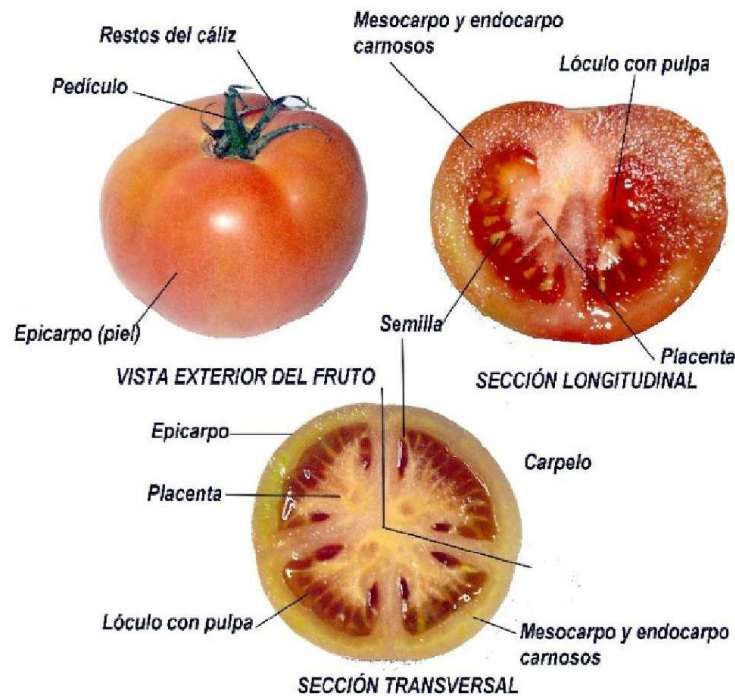 Restos del cáliz
Pedículo
Epicarpo (piel)
VISTA EXTERIOR DEL FRUTO
Mesocarpo y endocarpo
carnosos
Lóculo con pulpa
Semilla
Placenta
SECCIÓN LONGITUDINAL
Epicarpo
Placenta
Lóculo con pulpa
Carpelo
Mesocarpo y endocarpo
carnosos
SECCIÓN TRANSVERSAL